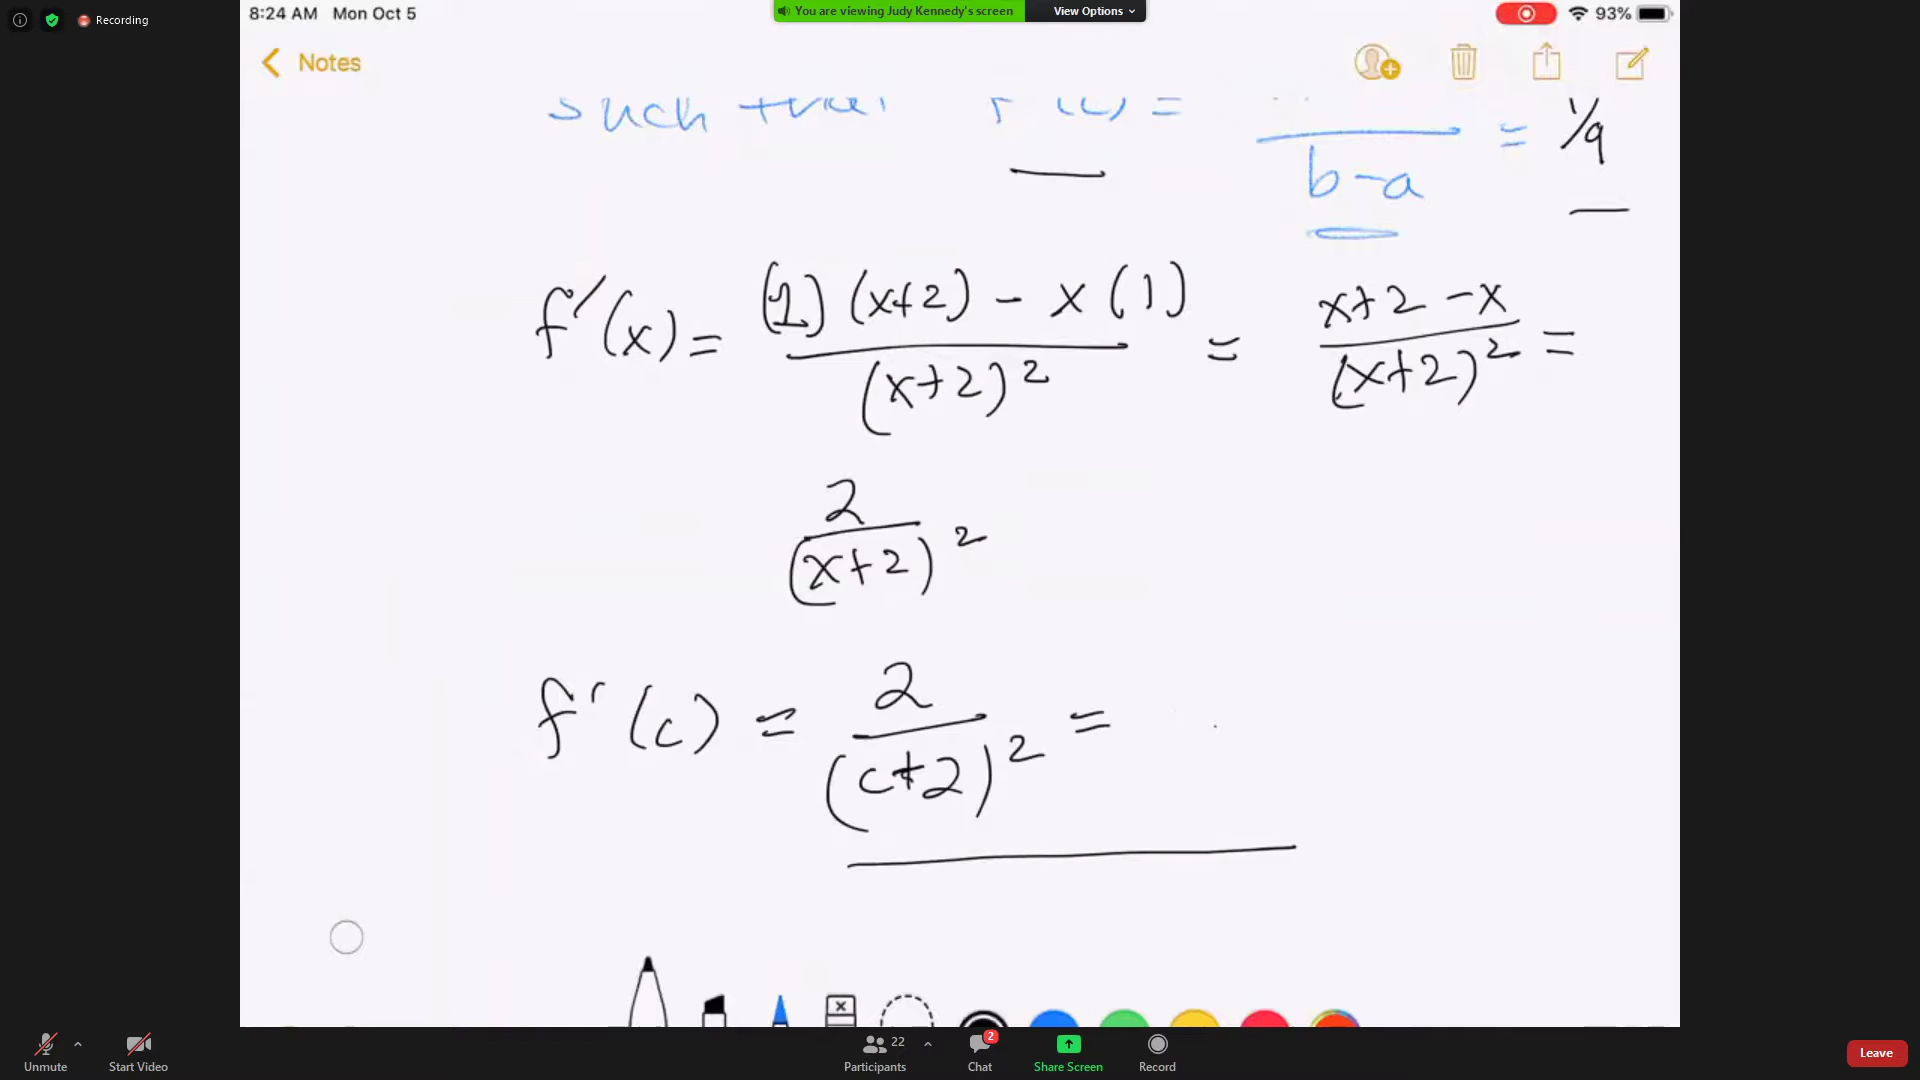 Recording
8:24 AM Mon Oct 5
You are viewing Judy Kennedy's screen
View Options
93%
Notes
such
b-a
= 1/9
f'(x) = (1)(x+2) - x(1) / (x+2)^2 = x+2-x / (x+2)^2 =
2 / (x+2)^2
f'(c) = 2 / (c+2)^2 =
Unmute
Start Video
22
Participants
2
Chat
Share Screen
Record
Leave